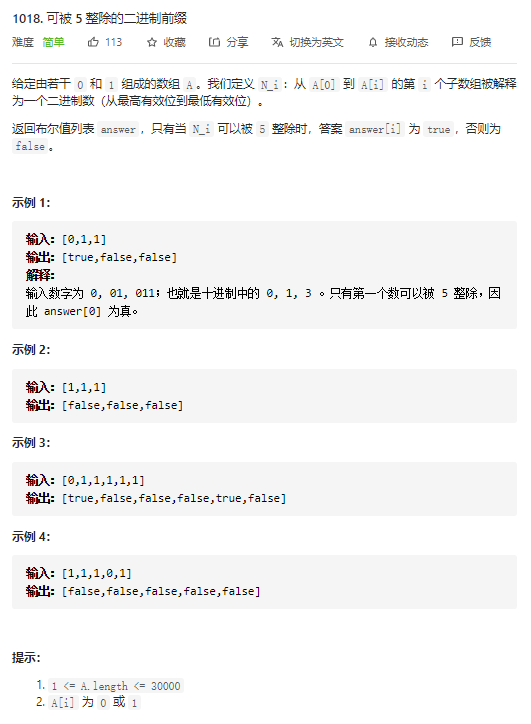 1018. 可被 5 整除的二进制前缀
难度 简单 113 收藏 分享 切换为英文 接收动态 反馈
给定由若干 0 和 1 组成的数组 A。我们定义 N_i：从 A[0] 到 A[i] 的第 i 个子数组被解释
为一个二进制数（从最高有效位到最低有效位）。
返回布尔值列表 answer，只有当 N_i 可以被 5 整除时，答案 answer[i] 为 true，否则为
false。
示例 1：
输入：[0,1,1]
输出：[true,false,false]
解释：
输入数字为 0, 01, 011；也就是十进制中的 0, 1, 3 。只有第一个数可以被 5 整除，因
此 answer[0] 为真。
示例 2：
输入：[1,1,1]
输出：[false,false,false]
示例 3：
输入：[0,1,1,1,1,1]
输出：[true,false,false,false,true,false]
示例 4：
输入：[1,1,1,0,1]
输出：[false,false,false,false,false]
提示：
1. 1 <= A.length <= 30000
2. A[i] 为 0 或 1